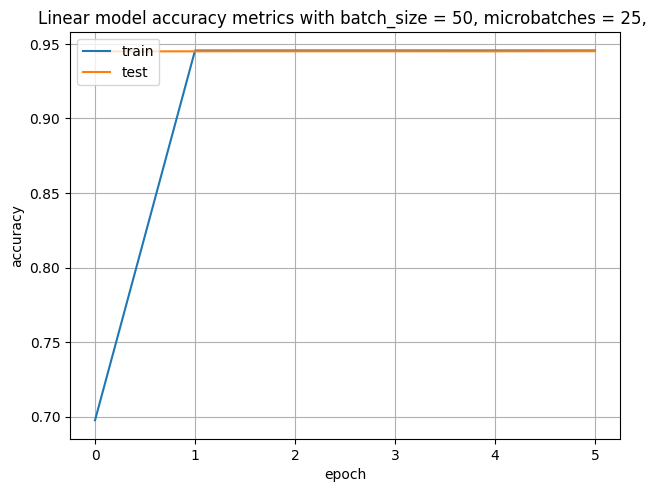 Linear model accuracy metrics with batch_size = 50, microbatches = 25,
train
test
0.95
0.90
0.85
0.80
0.75
0.70
accuracy
0 1 2 3 4 5
epoch